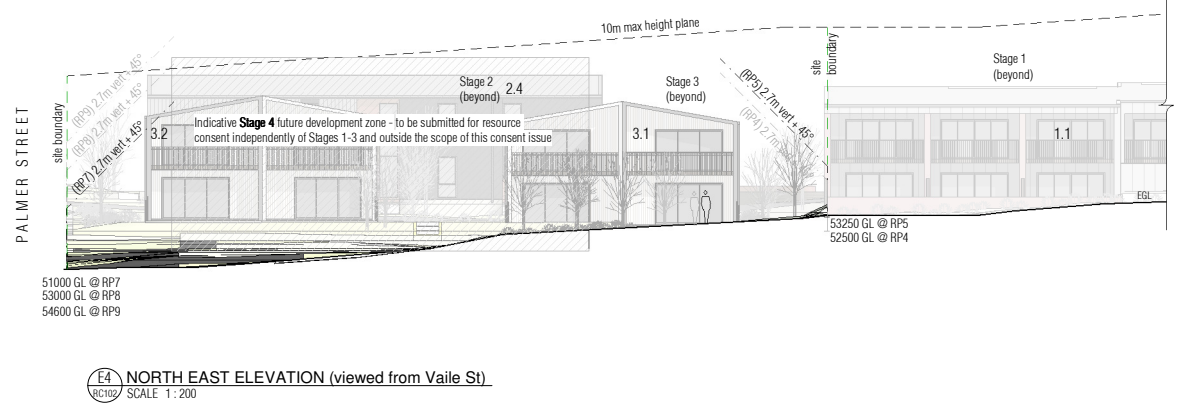 10m max height plane
PALMER STREET
site boundary
(RP9) 2.7m vert + 45°
(RP8) 2.7m vert + 45°
(RP7) 2.7m vert + 45°
3.2
Stage 2
(beyond)
2.4
Indicative Stage 4 future development zone - to be submitted for resource
consent independently of Stages 1-3 and outside the scope of this consent issue
Stage 3
(beyond)
3.1
(RP5) 2.7m vert + 45°
(RP4) 2.7m
site
boundary
Stage 1
(beyond)
1.1
EGL
53250 GL @ RP5
52500 GL @ RP4
51000 GL @ RP7
53000 GL @ RP8
54600 GL @ RP9
E4
RC102
NORTH EAST ELEVATION (viewed from Vaile St)
SCALE 1 : 200